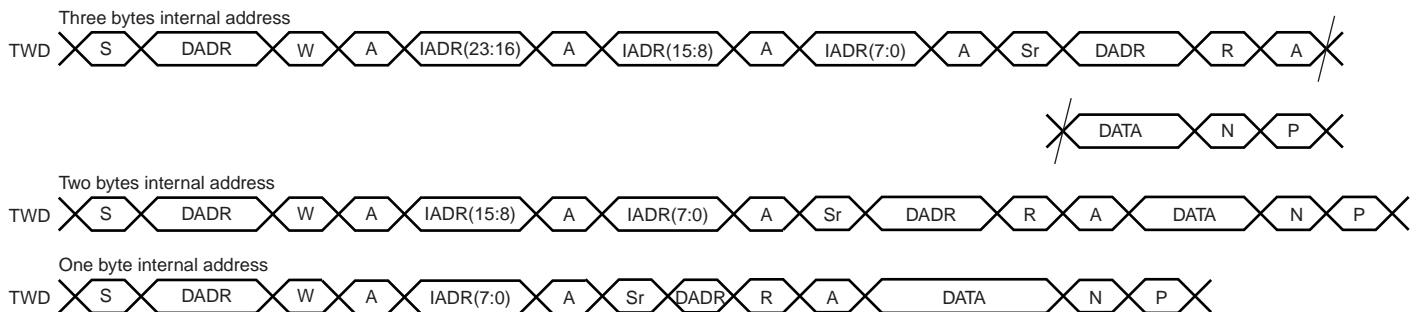 Three bytes internal address
TWD S DADR W A IADR(23:16) A IADR(15:8) A IADR(7:0) A Sr DADR R A
DATA N P
Two bytes internal address
TWD S DADR W A IADR(15:8) A IADR(7:0) A Sr DADR R A DATA N P
One byte internal address
TWD S DADR W A IADR(7:0) A Sr DADR R A DATA N P